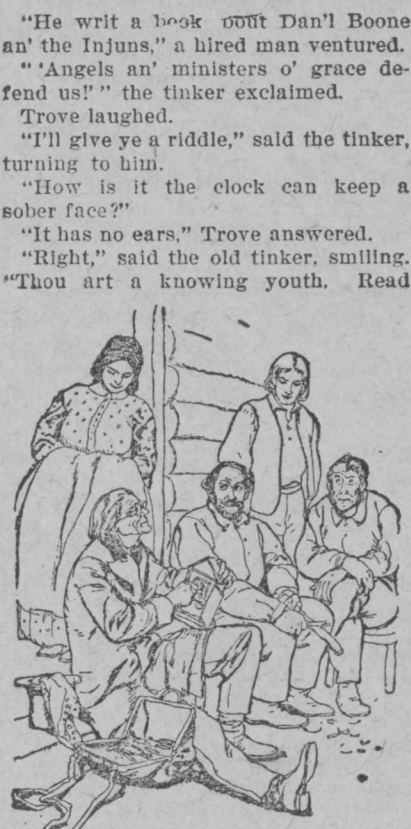 "He writ a book 'bout Dan'l Boone
an' the Injuns," a hired man ventured.
" 'Angels an' ministers o' grace de-
fend us!' " the tinker exclaimed.
Trove laughed.
"I'll give ye a riddle," said the tinker,
turning to him.
"How is it the clock can keep a
sober face?"
"It has no ears," Trove answered.
"Right," said the old tinker, smiling.
"Thou art a knowing youth. Read